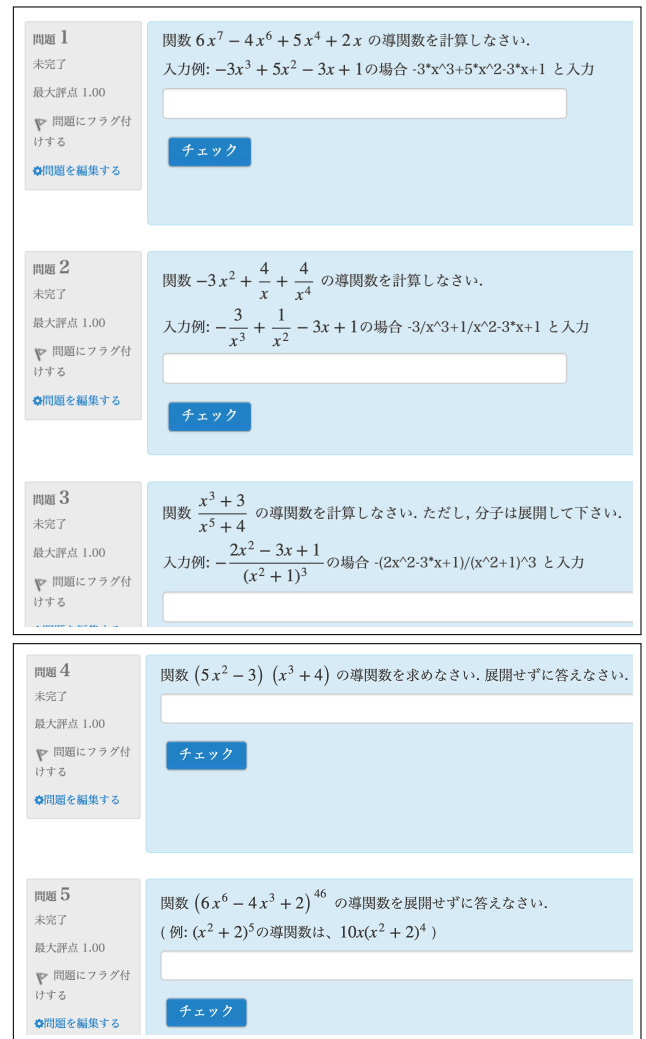 問題 1
未完了
最大評点 1.00
問題にフラグ付
けする
問題を編集する
関数 6x^7 − 4x^6 + 5x^4 + 2x の導関数を計算しなさい.
入力例: −3x^3 + 5x^2 − 3x + 1の場合 -3*x^3+5*x^2-3*x+1 と入力
チェック
問題 2
未完了
最大評点 1.00
問題にフラグ付
けする
問題を編集する
関数 −3x^2 + 4/x + 4/x^4 の導関数を計算しなさい.
入力例: −3/x^3 + 1/x^2 − 3x + 1の場合 -3/x^3+1/x^2-3*x+1 と入力
チェック
問題 3
未完了
最大評点 1.00
問題にフラグ付
けする
関数 (x^3 + 3)/(x^5 + 4) の導関数を計算しなさい. ただし, 分子は展開して下さい.
入力例: −(2x^2 − 3x + 1)/(x^2 + 1)^3 の場合 -(2x^2-3*x+1)/(x^2+1)^3 と入力
問題 4
未完了
最大評点 1.00
問題にフラグ付
けする
問題を編集する
関数 (5x^2 − 3) (x^3 + 4) の導関数を求めなさい. 展開せずに答えなさい.
チェック
問題 5
未完了
最大評点 1.00
問題にフラグ付
けする
問題を編集する
関数 (6x^6 − 4x^3 + 2)^46 の導関数を展開せずに答えなさい.
( 例: (x^2 + 2)^5の導関数は、10x(x^2 + 2)^4 )
チェック